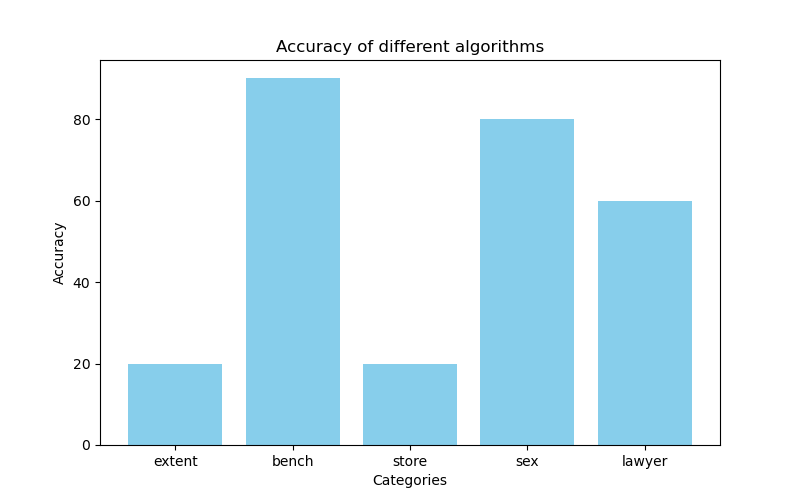 Accuracy of different algorithms
Accuracy
80
60
40
20
0
extent bench store sex lawyer
Categories